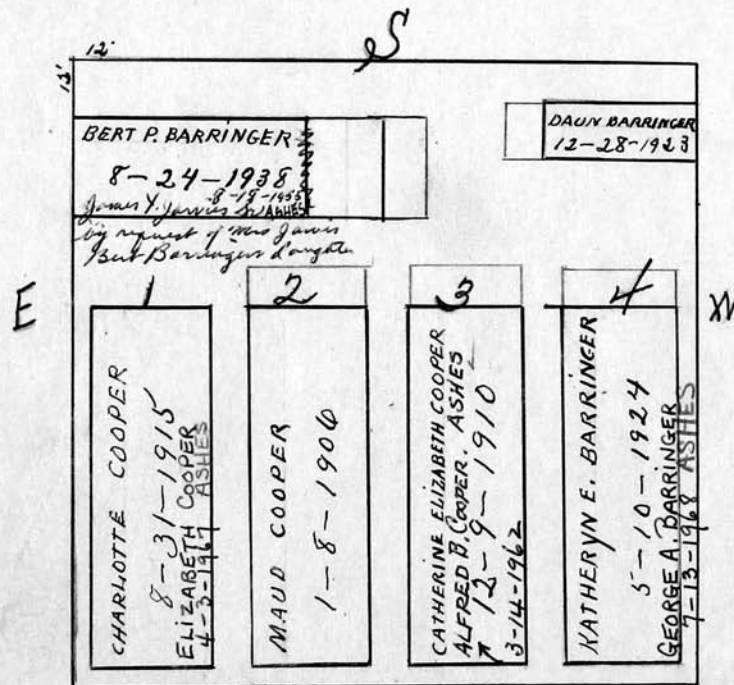 S
12'
13'
BERT P. BARRINGER
8-24-1938
James Y. Jarvis Sr ASHES
8-19-1955
by request of Mrs Jarvis
Bert Barringers daughter
DAUN BARRINGER
12-28-1923
E
W
1
CHARLOTTE COOPER
8-31-1915
ELIZABETH COOPER
4-3-1967 ASHES
2
MAUD COOPER
1-8-1906
3
CATHERINE ELIZABETH COOPER
ALFRED B. COOPER. ASHES
12-9-1910
3-14-1962
4
KATHERYN E. BARRINGER
5-10-1924
GEORGE A. BARRINGER
7-13-1968 ASHES